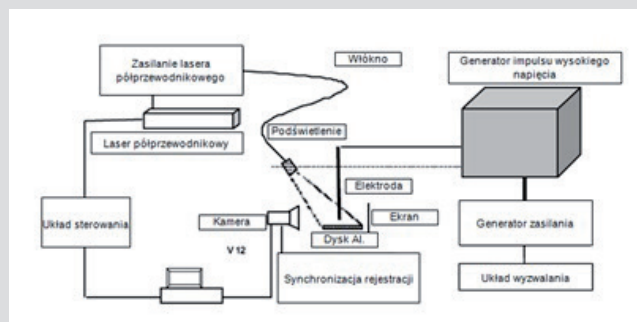 Zasilanie lasera
półprzewodnikowego
Włókno
Generator impulsu wysokiego
napięcia
Laser półprzewodnikowy
Podświetlenie
Elektroda
Układ sterowania
Kamera
Ekran
Generator zasilania
Dysk Al.
V 12
Synchronizacja rejestracji
Układ wyzwalania